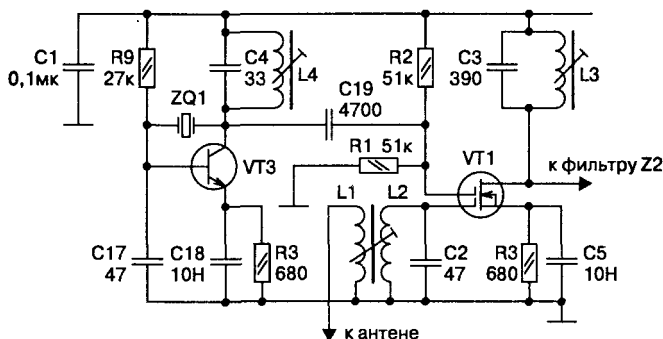 C1
0,1мк
R9
27к
C4
33
L4
ZQ1
C19
4700
R2
51к
C3
390
L3
R1 51к
VT3
VT1
к фильтру Z2
L1
L2
C17
47
C18
10Н
R3
680
C2
47
R3
680
C5
10Н
к антене